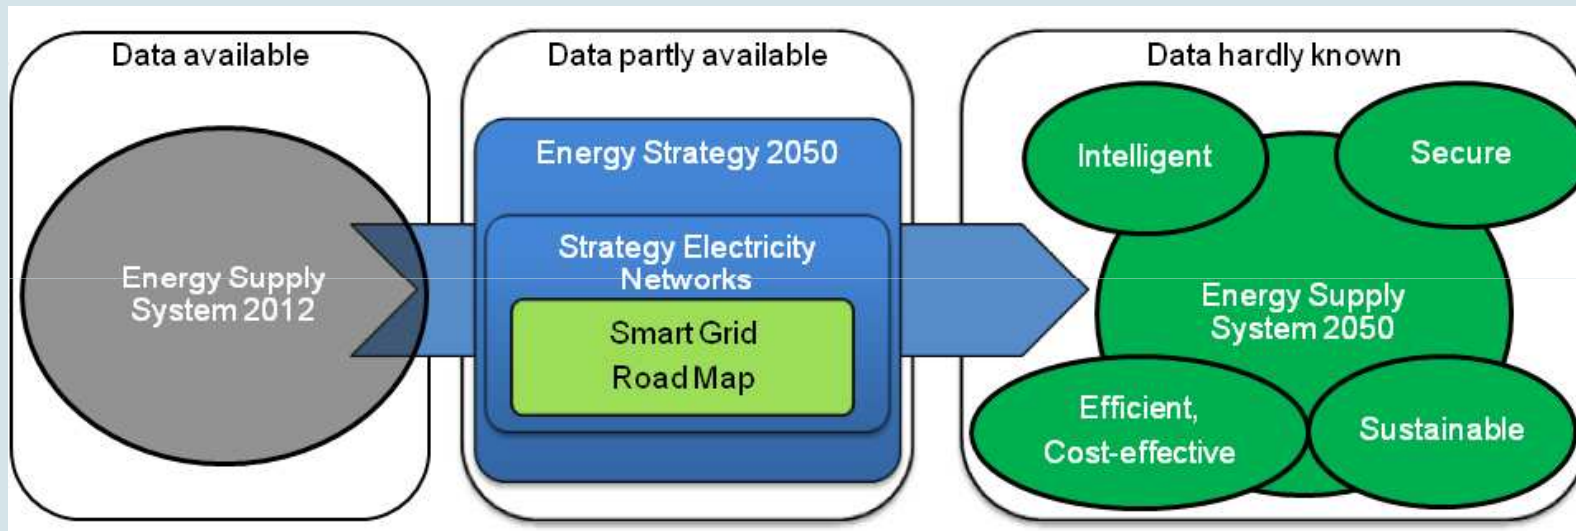 Data available
Energy Supply
System 2012
Data partly available
Energy Strategy 2050
Strategy Electricity
Networks
Smart Grid
Road Map
Data hardly known
Intelligent
Secure
Energy Supply
System 2050
Efficient,
Cost-effective
Sustainable